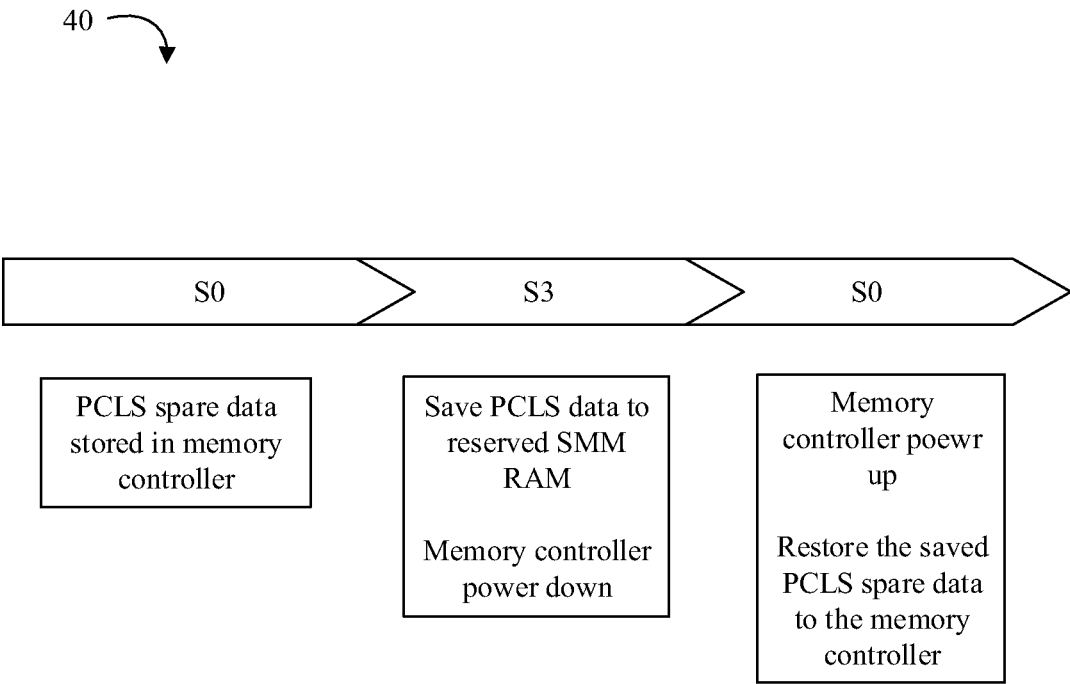 40
S0
S3
S0
PCLS spare data
stored in memory
controller
Save PCLS data to
reserved SMM
RAM
Memory controller
power down
Memory
controller poewr
up
Restore the saved
PCLS spare data
to the memory
controller